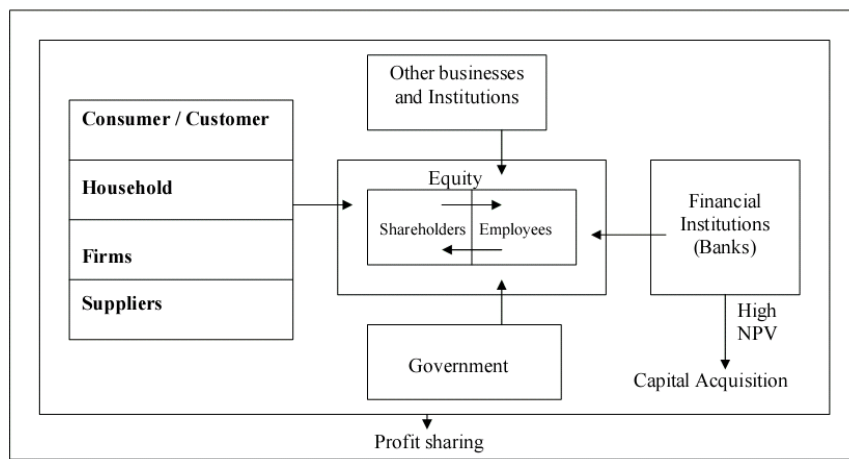 Other businesses
and Institutions
Consumer / Customer
Household
Firms
Suppliers
Equity
Shareholders
Employees
Financial
Institutions
(Banks)
Government
High
NPV
Capital Acquisition
Profit sharing